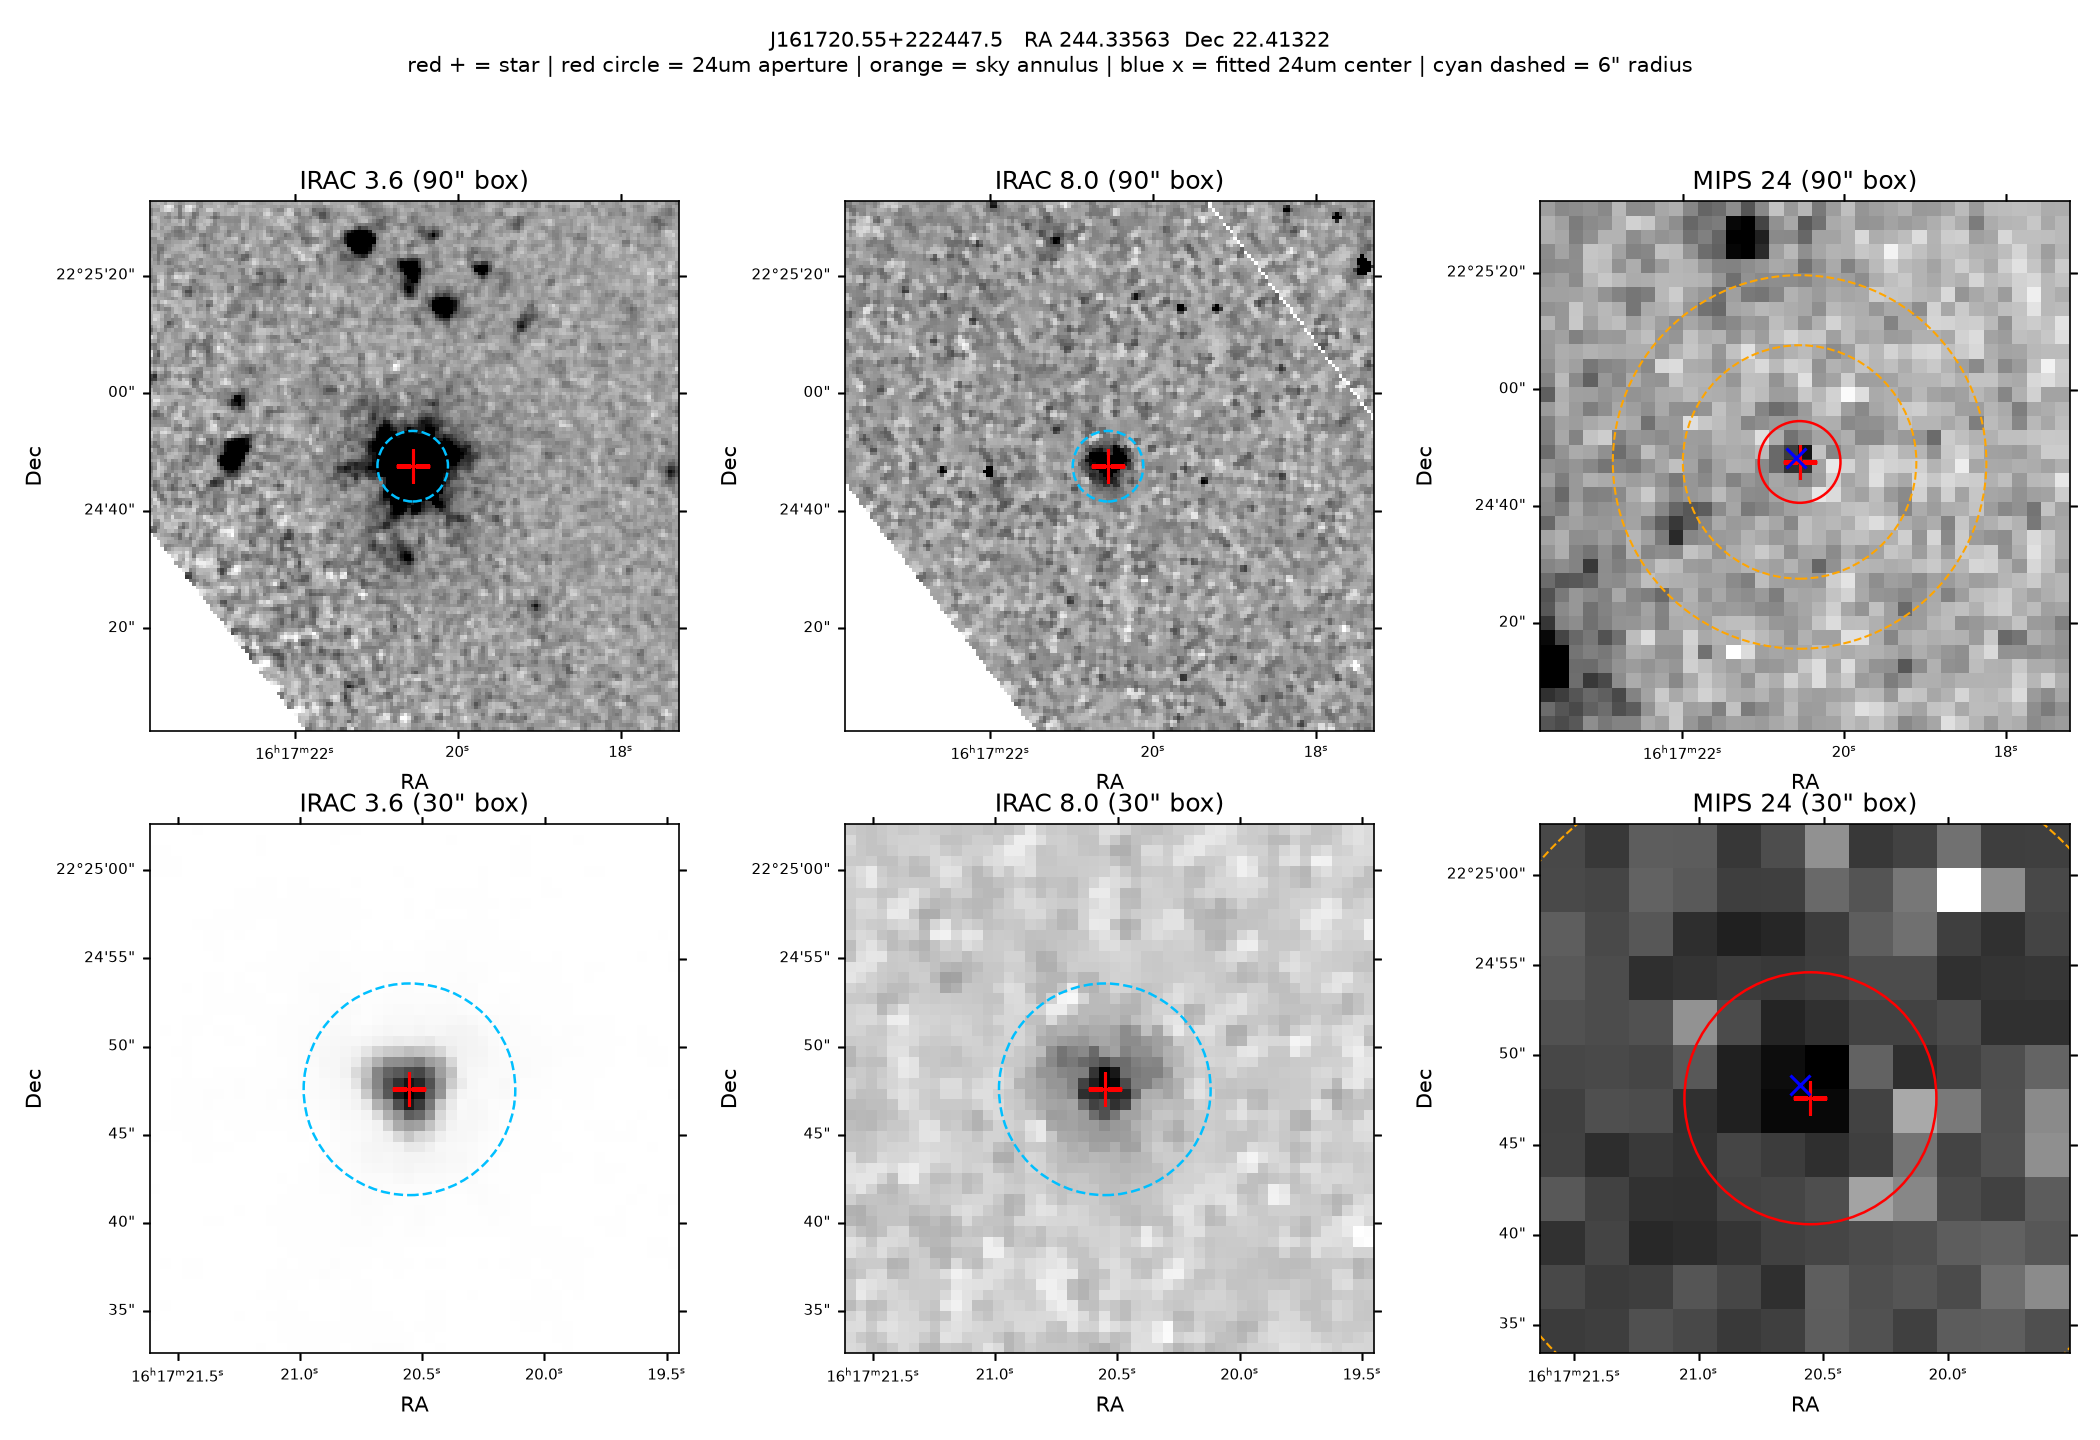 J161720.55+222447.5   RA 244.33563  Dec 22.41322
red + = star | red circle = 24um aperture | orange = sky annulus | blue x = fitted 24um center | cyan dashed = 6" radius
IRAC 3.6 (90" box)
IRAC 8.0 (90" box)
MIPS 24 (90" box)
22°25'20"
00"
24'40"
20"
Dec
16ʰ17ᵐ22ˢ
20ˢ
18ˢ
RA
22°25'20"
00"
24'40"
20"
Dec
16ʰ17ᵐ22ˢ
20ˢ
18ˢ
RA
22°25'20"
00"
24'40"
20"
Dec
16ʰ17ᵐ22ˢ
20ˢ
18ˢ
RA
IRAC 3.6 (30" box)
IRAC 8.0 (30" box)
MIPS 24 (30" box)
22°25'00"
24'55"
50"
45"
40"
35"
Dec
16ʰ17ᵐ21.5ˢ
21.0ˢ
20.5ˢ
20.0ˢ
19.5ˢ
RA
22°25'00"
24'55"
50"
45"
40"
35"
Dec
16ʰ17ᵐ21.5ˢ
21.0ˢ
20.5ˢ
20.0ˢ
19.5ˢ
RA
22°25'00"
24'55"
50"
45"
40"
35"
Dec
16ʰ17ᵐ21.5ˢ
21.0ˢ
20.5ˢ
20.0ˢ
RA